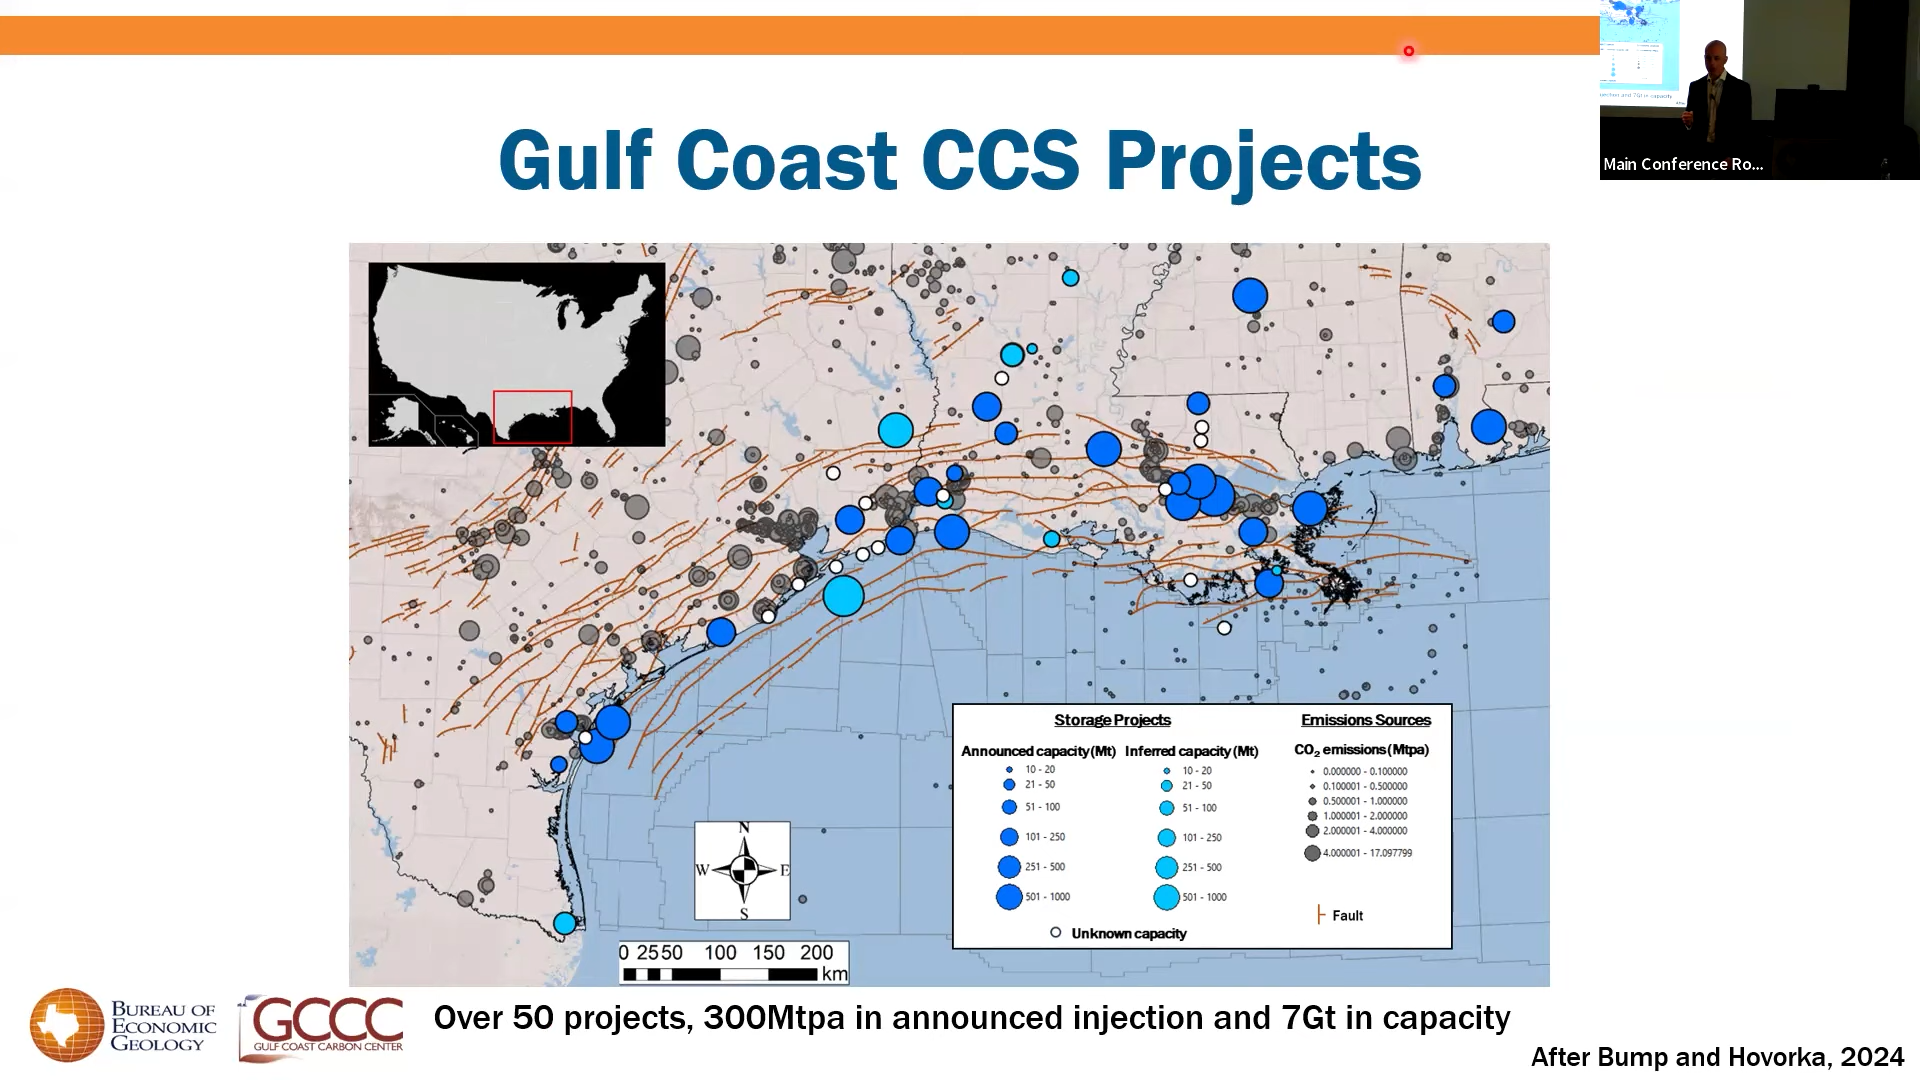 Gulf Coast CCS Projects
Main Conference Ro...
N
W E
S
0 25 50 100 150 200
km
Storage Projects
Announced capacity (Mt)
10 - 20
21 - 50
51 - 100
101 - 250
251 - 500
501 - 1000
Inferred capacity (Mt)
10 - 20
21 - 50
51 - 100
101 - 250
251 - 500
501 - 1000
Unknown capacity
Emissions Sources
CO₂ emissions (Mtpa)
0.000000 - 0.100000
0.100001 - 0.500000
0.500001 - 1.000000
1.000001 - 2.000000
2.000001 - 4.000000
4.000001 - 17.097799
Fault
BUREAU OF
ECONOMIC
GEOLOGY
GCCC
GULF COAST CARBON CENTER
Over 50 projects, 300Mtpa in announced injection and 7Gt in capacity
After Bump and Hovorka, 2024